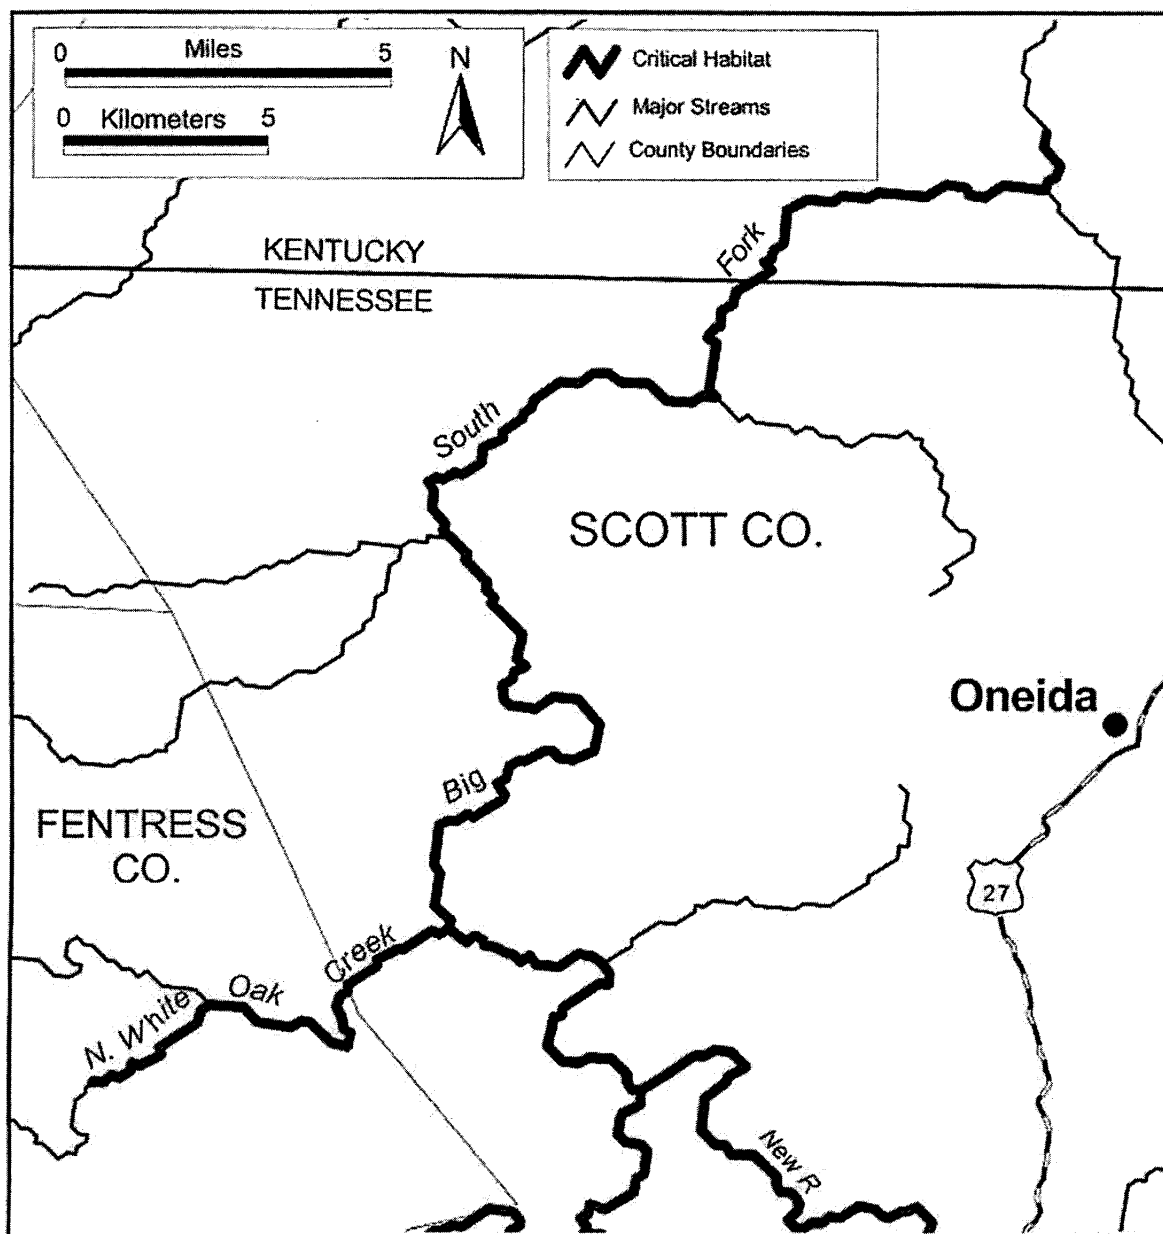 0 Miles 5
N
0 Kilometers 5
Critical Habitat
Major Streams
County Boundaries
Fork
KENTUCKY
TENNESSEE
South
SCOTT CO.
Oneida
Big
FENTRESS
CO.
27
Creek
Oak
N. White
New R